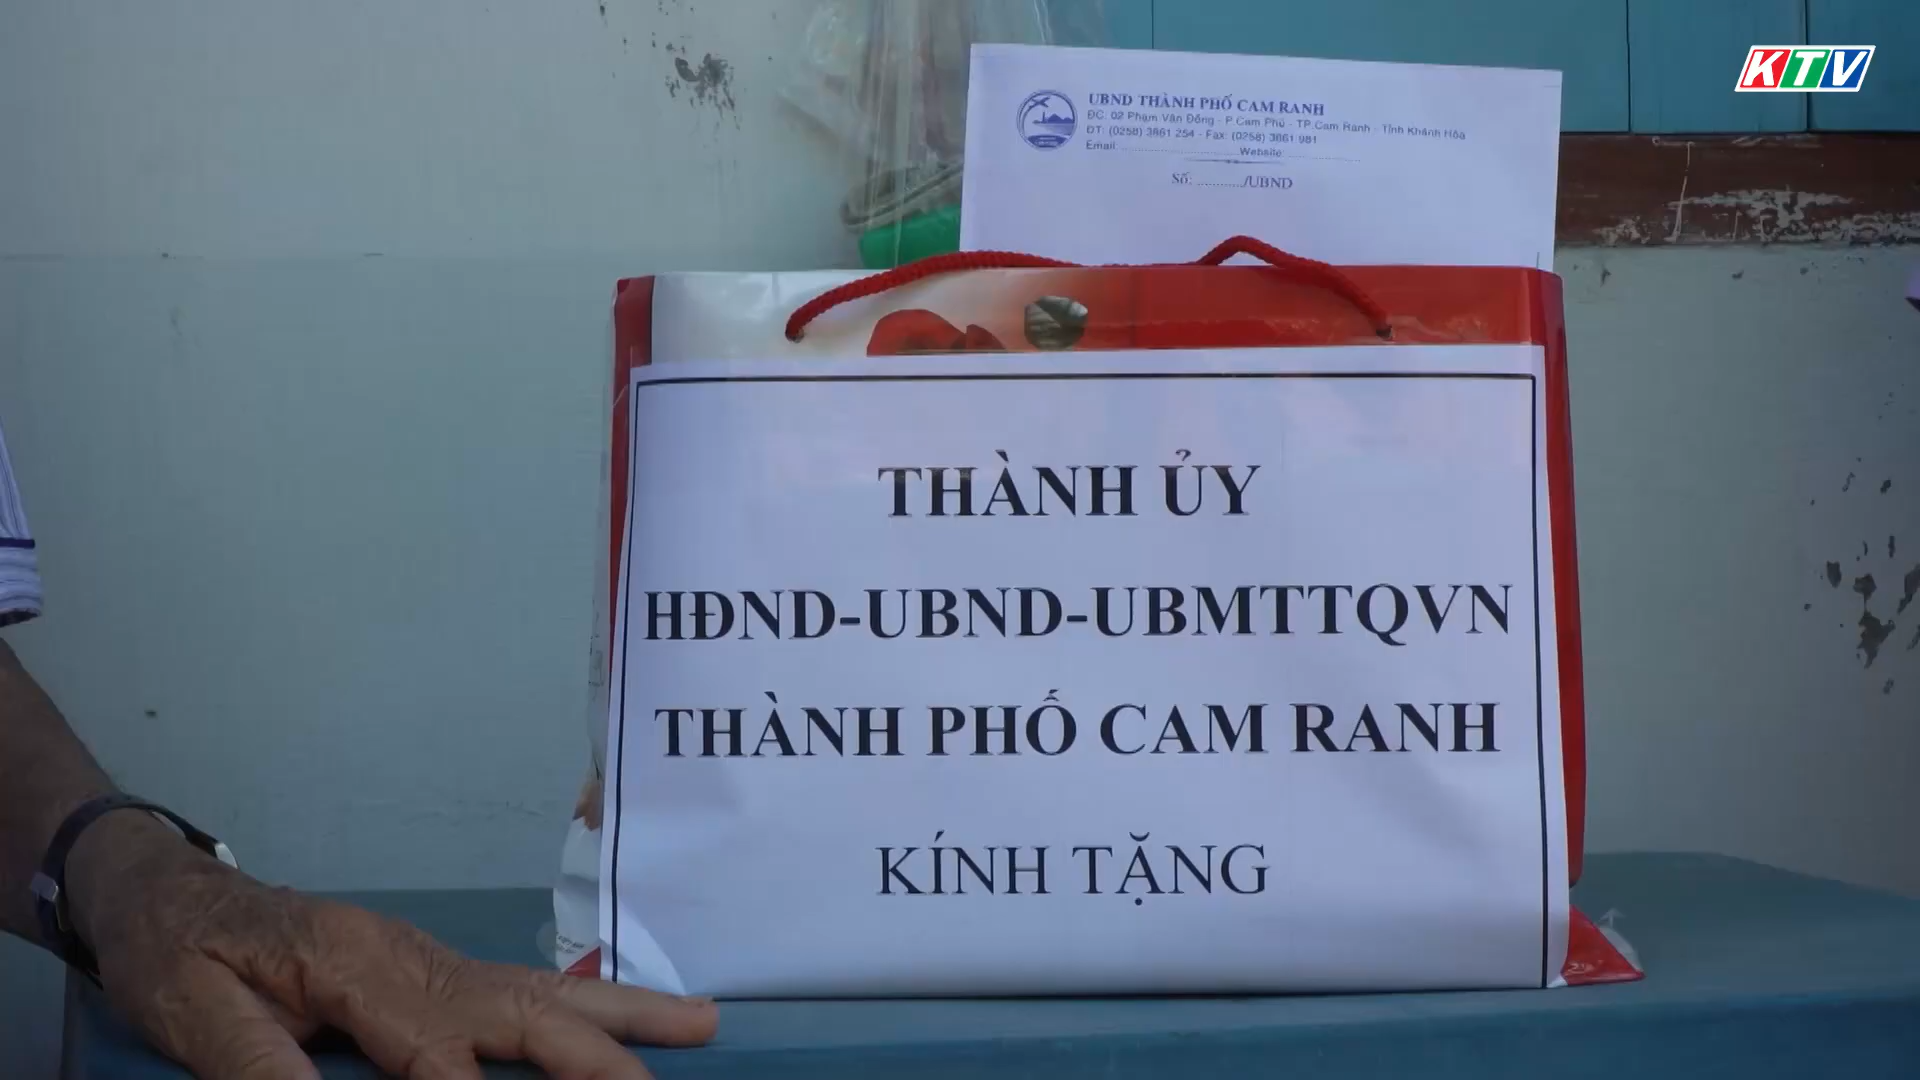 KTV
UBND THÀNH PHỐ CAM RANH
ĐC: 02 Phạm Văn Đồng - P.Cam Phú - TP.Cam Ranh - Tỉnh Khánh Hòa
ĐT: (0258) 3861 254 - Fax: (0258) 3861 981
Email: ........................... Website: ..................
Số: .........../UBND
THÀNH ỦY
HĐND-UBND-UBMTTQVN
THÀNH PHỐ CAM RANH
KÍNH TẶNG